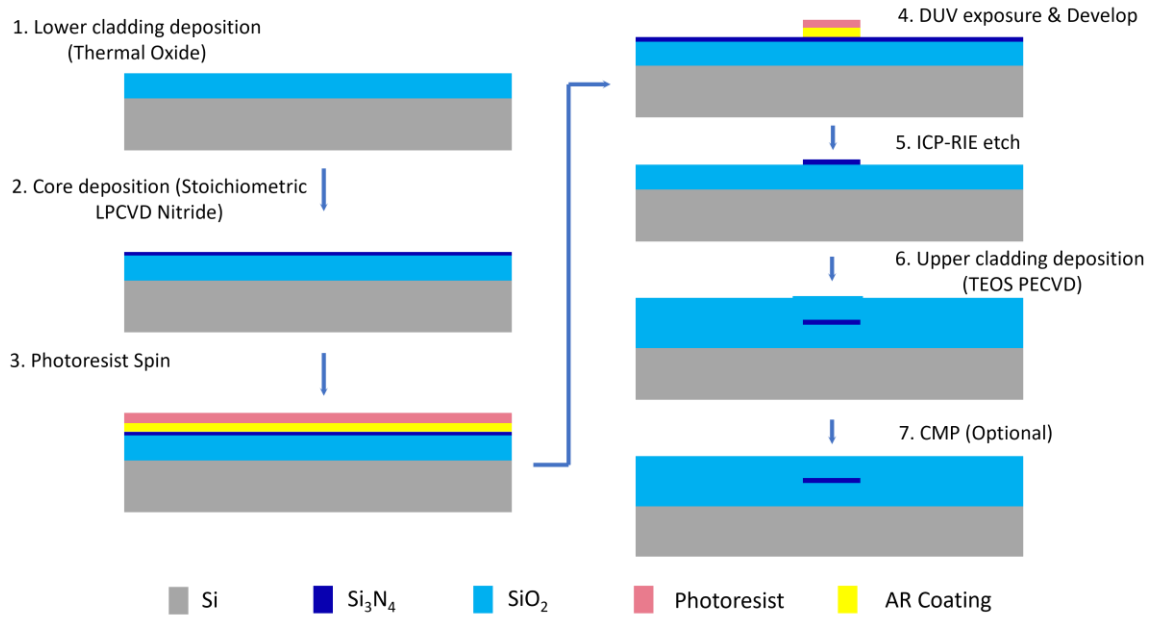 1. Lower cladding deposition
(Thermal Oxide)
2. Core deposition (Stoichiometric
LPCVD Nitride)
3. Photoresist Spin
4. DUV exposure & Develop
5. ICP-RIE etch
6. Upper cladding deposition
(TEOS PECVD)
7. CMP (Optional)
Si
Si₃N₄
SiO₂
Photoresist
AR Coating